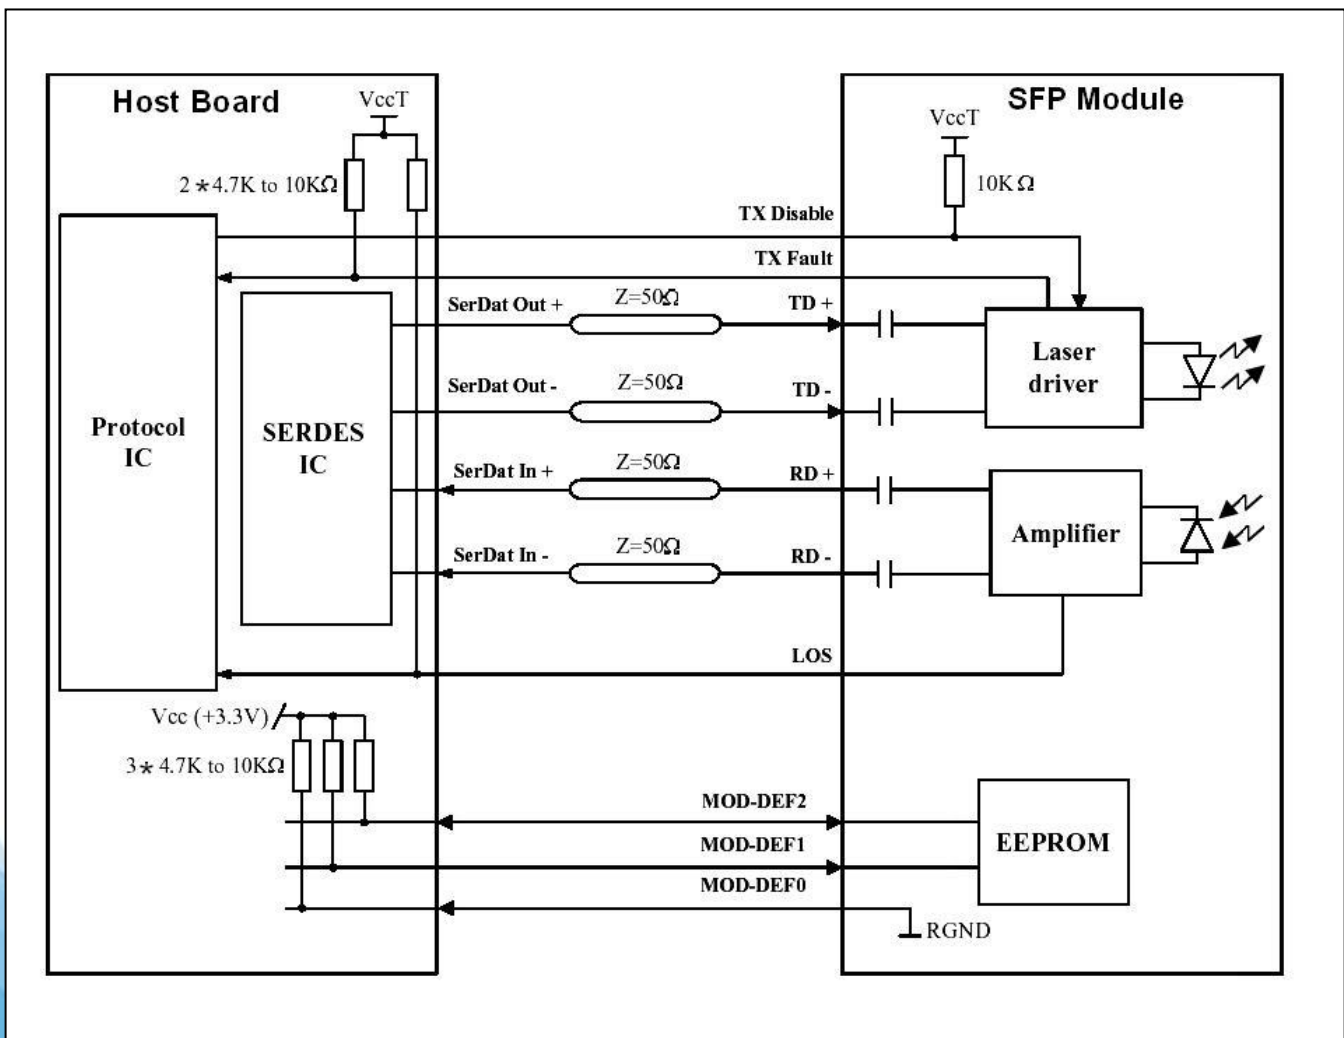 Host Board
VccT
SFP Module
VccT
2*4.7K to 10KΩ
10KΩ
TX Disable
TX Fault
SerDat Out +
Z=50Ω
TD +
Laser
driver
SerDat Out -
Z=50Ω
TD -
Protocol
IC
SERDES
IC
SerDat In +
Z=50Ω
RD +
Amplifier
SerDat In -
Z=50Ω
RD -
LOS
Vcc (+3.3V)
3* 4.7K to 10KΩ
MOD-DEF2
MOD-DEF1
EEPROM
MOD-DEF0
RGND